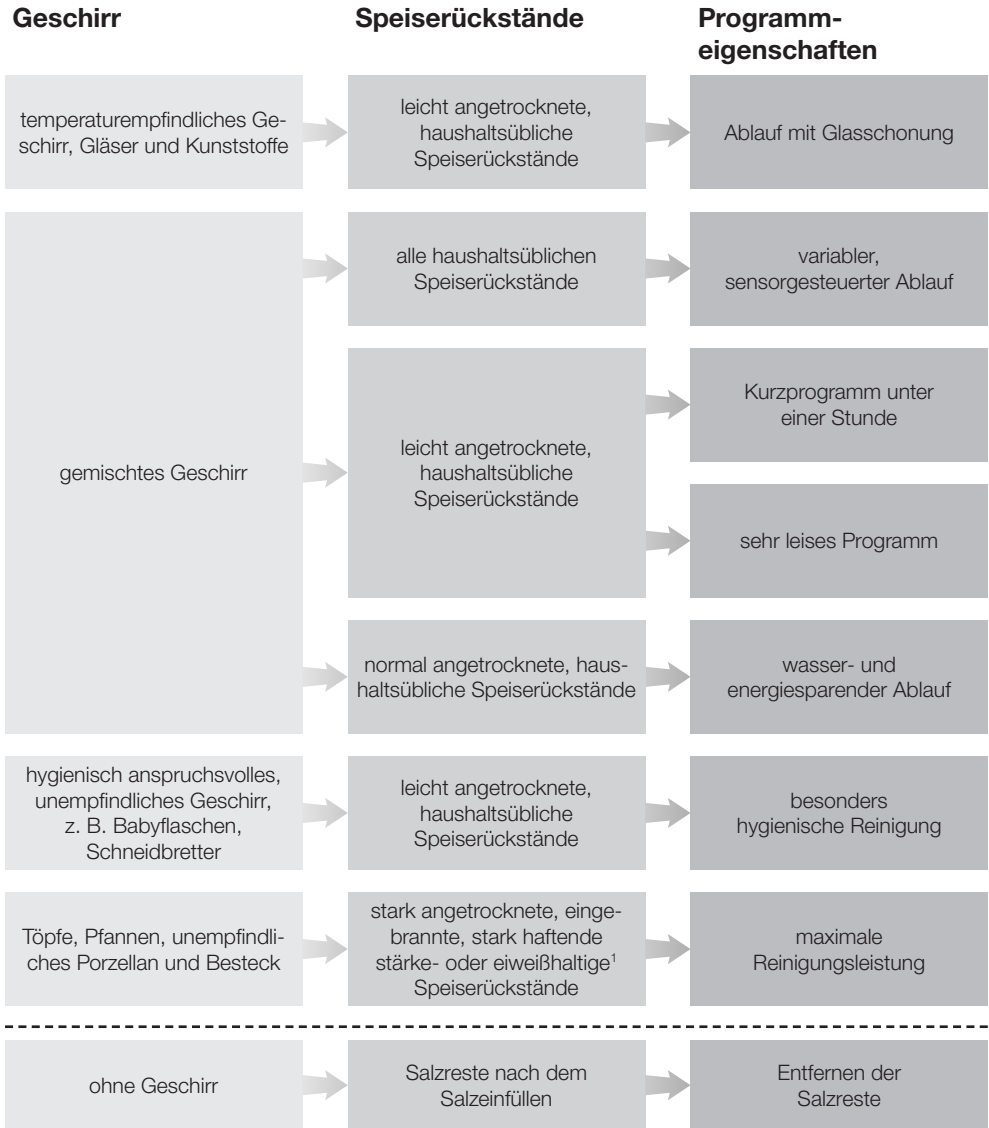 Geschirr
Speiserückstände
Programm-
eigenschaften
temperaturempfindliches Ge-
schirr, Gläser und Kunststoffe
leicht angetrocknete,
haushaltsübliche
Speiserückstände
Ablauf mit Glasschonung
gemischtes Geschirr
alle haushaltsüblichen
Speiserückstände
variabler,
sensorgesteuerter Ablauf
leicht angetrocknete,
haushaltsübliche
Speiserückstände
Kurzprogramm unter
einer Stunde
sehr leises Programm
normal angetrocknete, haus-
haltsübliche Speiserückstände
wasser- und
energiesparender Ablauf
hygienisch anspruchsvolles,
unempfindliches Geschirr,
z. B. Babyflaschen,
Schneidbretter
leicht angetrocknete,
haushaltsübliche
Speiserückstände
besonders
hygienische Reinigung
Töpfe, Pfannen, unempfindli-
ches Porzellan und Besteck
stark angetrocknete, einge-
brannte, stark haftende
stärke- oder eiweißhaltige¹
Speiserückstände
maximale
Reinigungsleistung
ohne Geschirr
Salzreste nach dem
Salzeinfüllen
Entfernen der
Salzreste